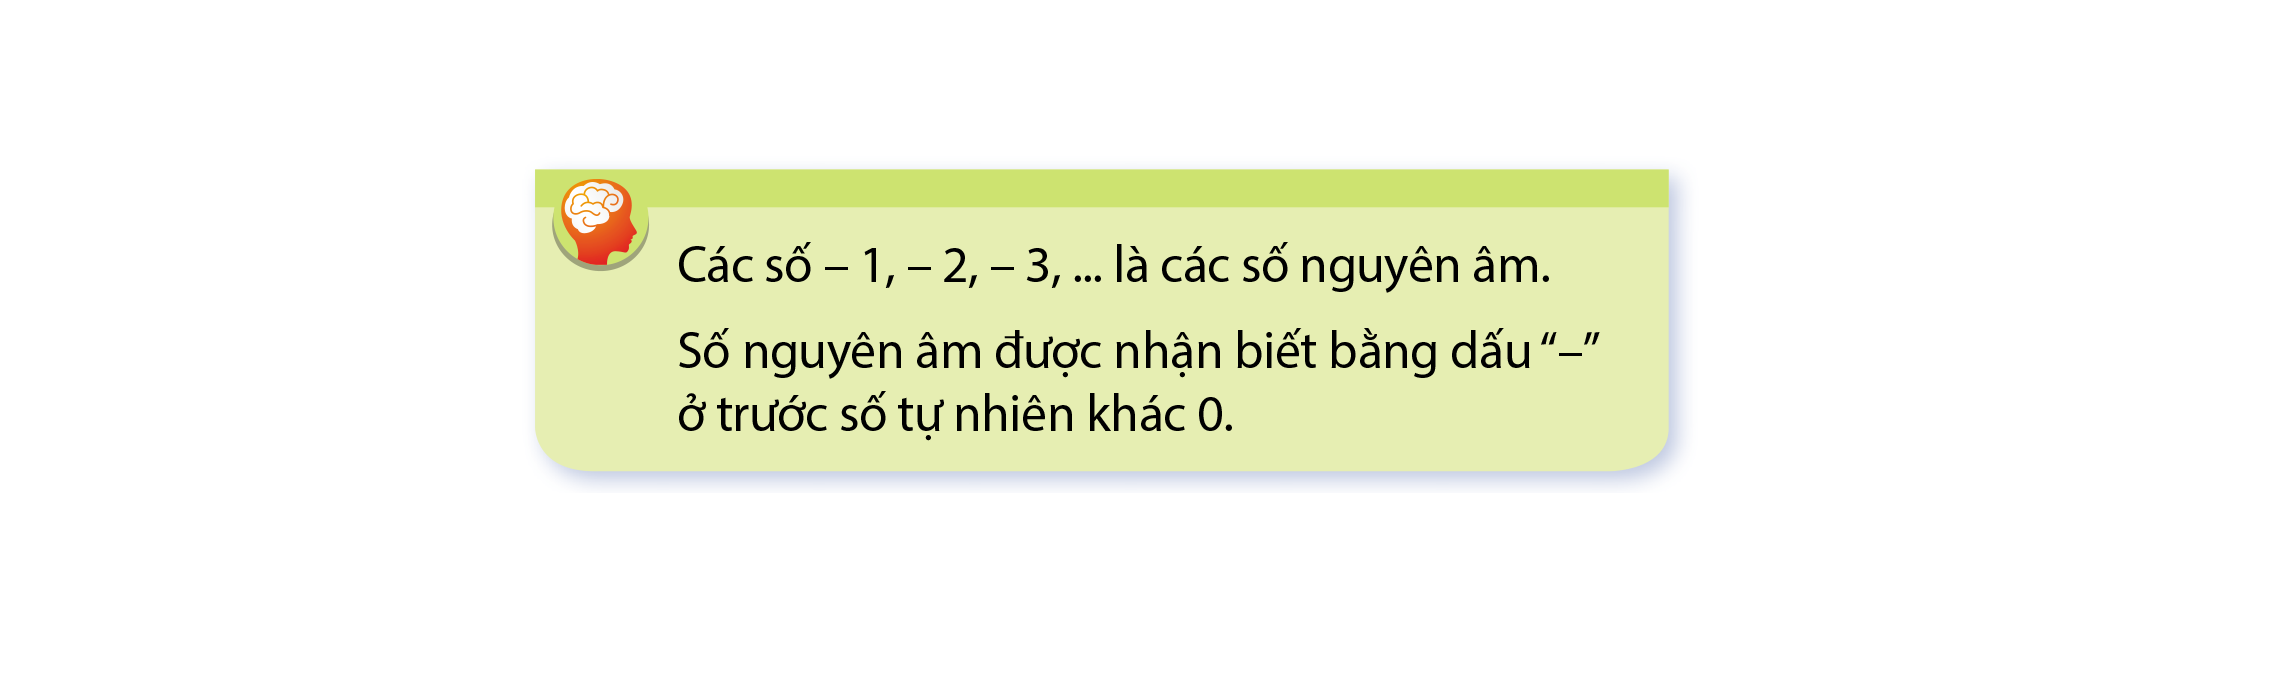 Các số – 1, – 2, – 3, ... là các số nguyên âm.
Số nguyên âm được nhận biết bằng dấu “–”
ở trước số tự nhiên khác 0.